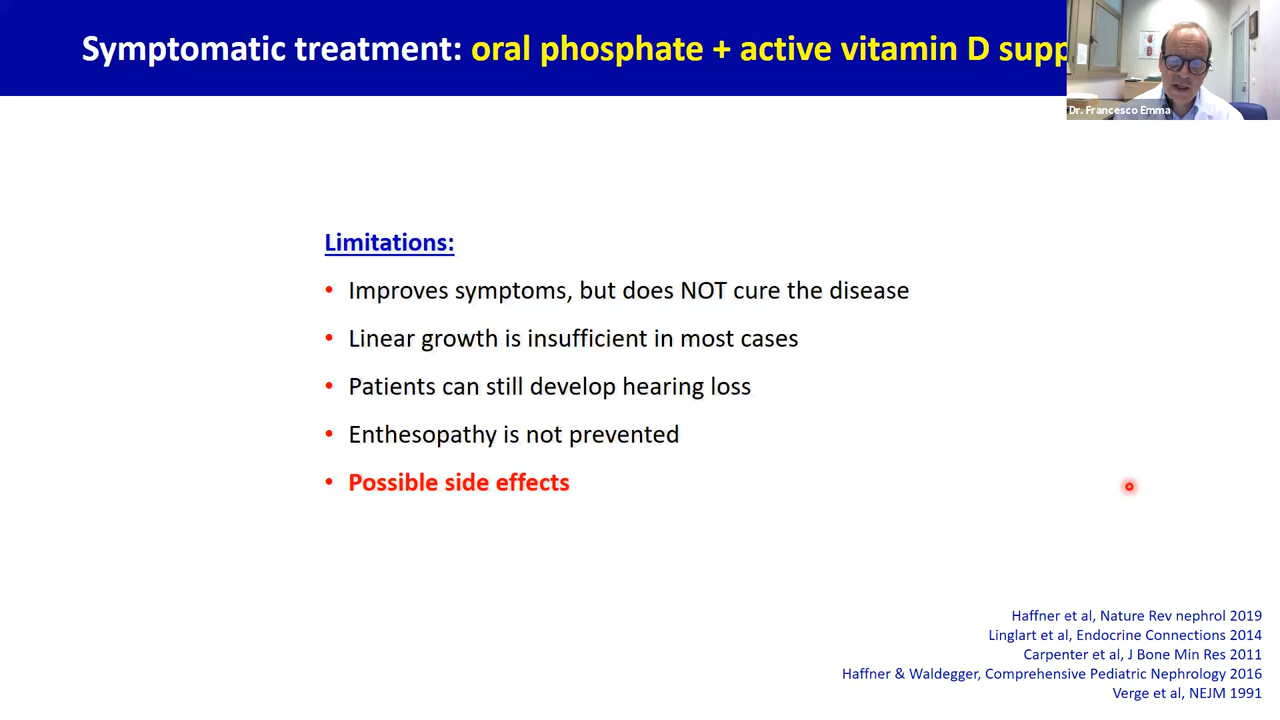 Symptomatic treatment: oral phosphate + active vitamin D supp
Dr. Francesco Emma
Limitations:
• Improves symptoms, but does NOT cure the disease
• Linear growth is insufficient in most cases
• Patients can still develop hearing loss
• Enthesopathy is not prevented
• Possible side effects
Haffner et al, Nature Rev nephrol 2019
Linglart et al, Endocrine Connections 2014
Carpenter et al, J Bone Min Res 2011
Haffner & Waldegger, Comprehensive Pediatric Nephrology 2016
Verge et al, NEJM 1991